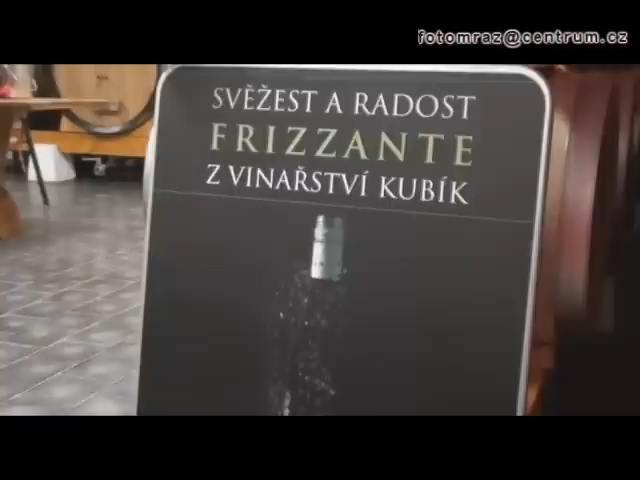 fotomraz@centrum.cz
SVĚŽEST A RADOST
FRIZZANTE
Z VINAŘSTVÍ KUBÍK